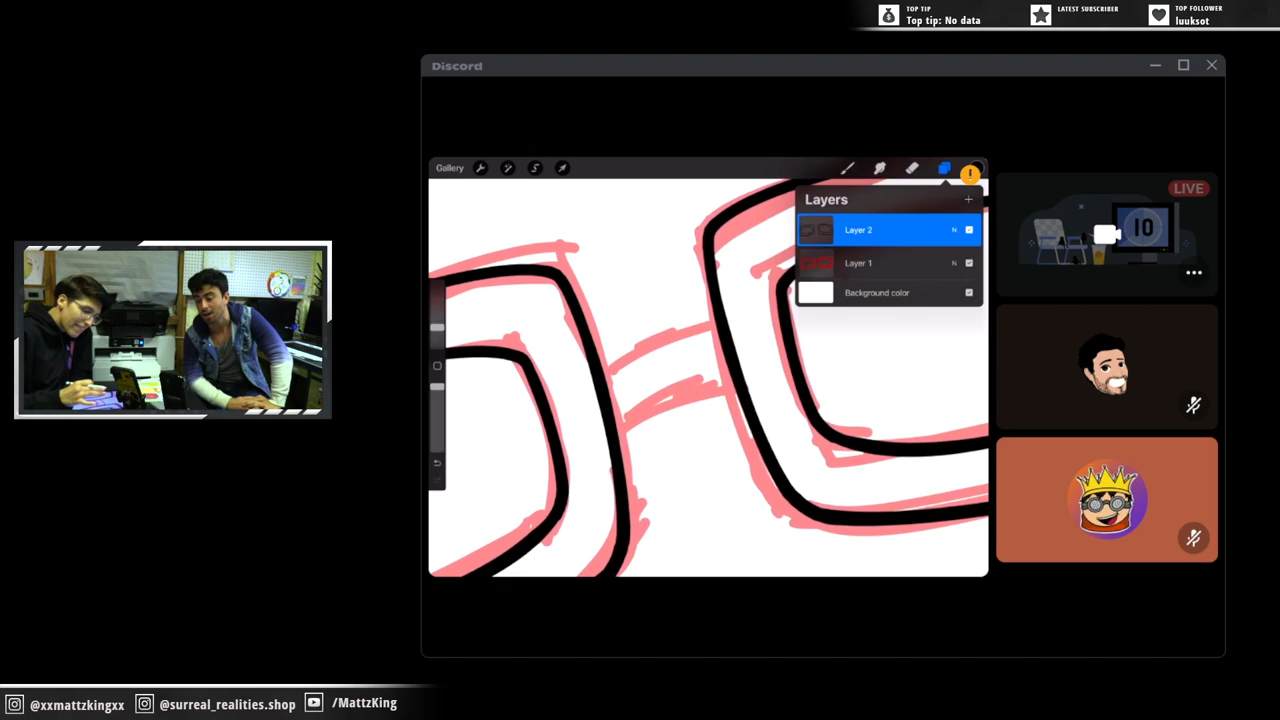 TOP TIP
Top tip: No data
LATEST SUBSCRIBER
TOP FOLLOWER
luuksot
Discord
Gallery
Layers
Layer 2
N
Layer 1
N
Background color
LIVE
10
@xxmattzkingxx
@surreal_realities.shop
/MattzKing